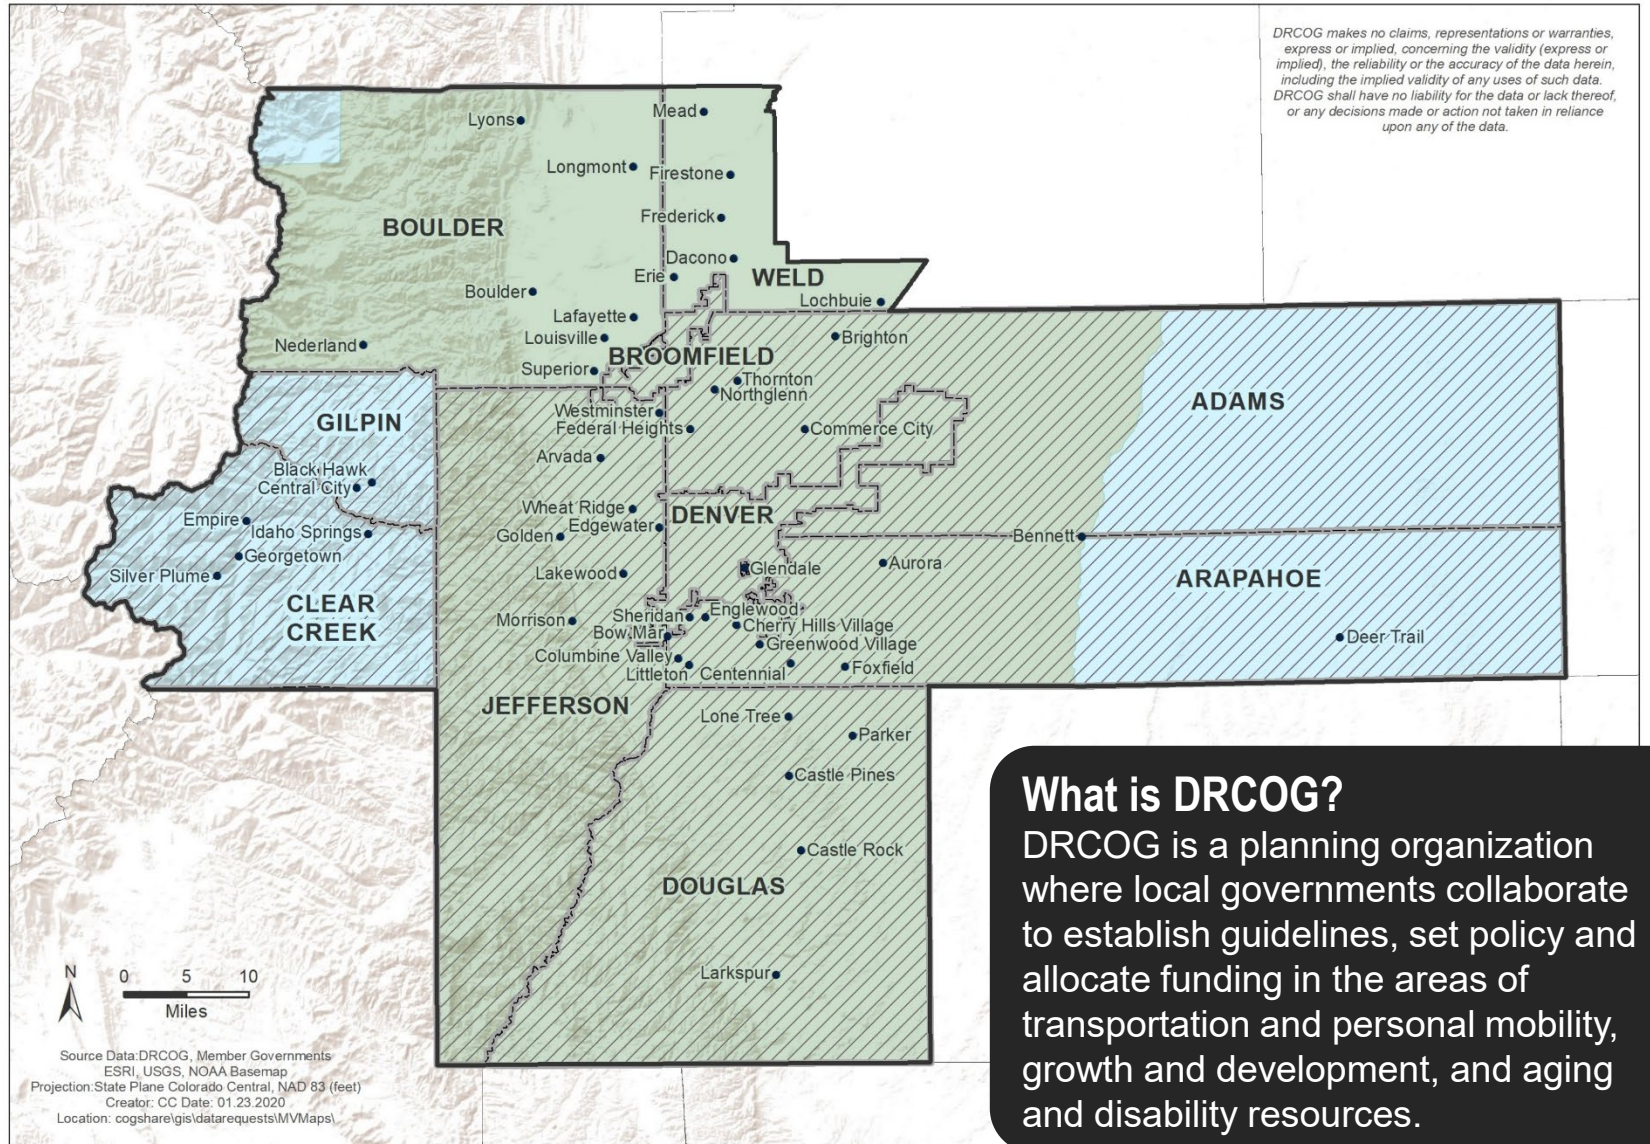 DRCOG makes no claims, representations or warranties,
express or implied, concerning the validity (express or
implied), the reliability or the accuracy of the data herein,
including the implied validity of any uses of such data.
DRCOG shall have no liability for the data or lack thereof,
or any decisions made or action not taken in reliance
upon any of the data.
Lyons
Mead
Longmont
Firestone
BOULDER
Frederick
Dacono
Erie
WELD
Boulder
Lochbuie
Lafayette
Louisville
Brighton
Nederland
BROOMFIELD
Superior
Thornton
Northglenn
ADAMS
Westminster
GILPIN
Federal Heights
Commerce City
Arvada
Black Hawk
Central City
Wheat Ridge
DENVER
Empire
Edgewater
Idaho Springs
Golden
Bennett
Georgetown
Aurora
Glendale
Silver Plume
Lakewood
ARAPAHOE
CLEAR
CREEK
Englewood
Sheridan
Morrison
Cherry Hills Village
Bow Mar
Deer Trail
Greenwood Village
Columbine Valley
Foxfield
Littleton
Centennial
JEFFERSON
Lone Tree
Parker
Castle Pines
What is DRCOG?
DRCOG is a planning organization
where local governments collaborate
to establish guidelines, set policy and
allocate funding in the areas of
transportation and personal mobility,
growth and development, and aging
and disability resources.
Castle Rock
DOUGLAS
Larkspur
N
0 5 10
Miles
Source Data:DRCOG, Member Governments
ESRI, USGS, NOAA Basemap
Projection:State Plane Colorado Central, NAD 83 (feet)
Creator: CC Date: 01.23.2020
Location: cogshare\gis\datarequests\MVMaps\